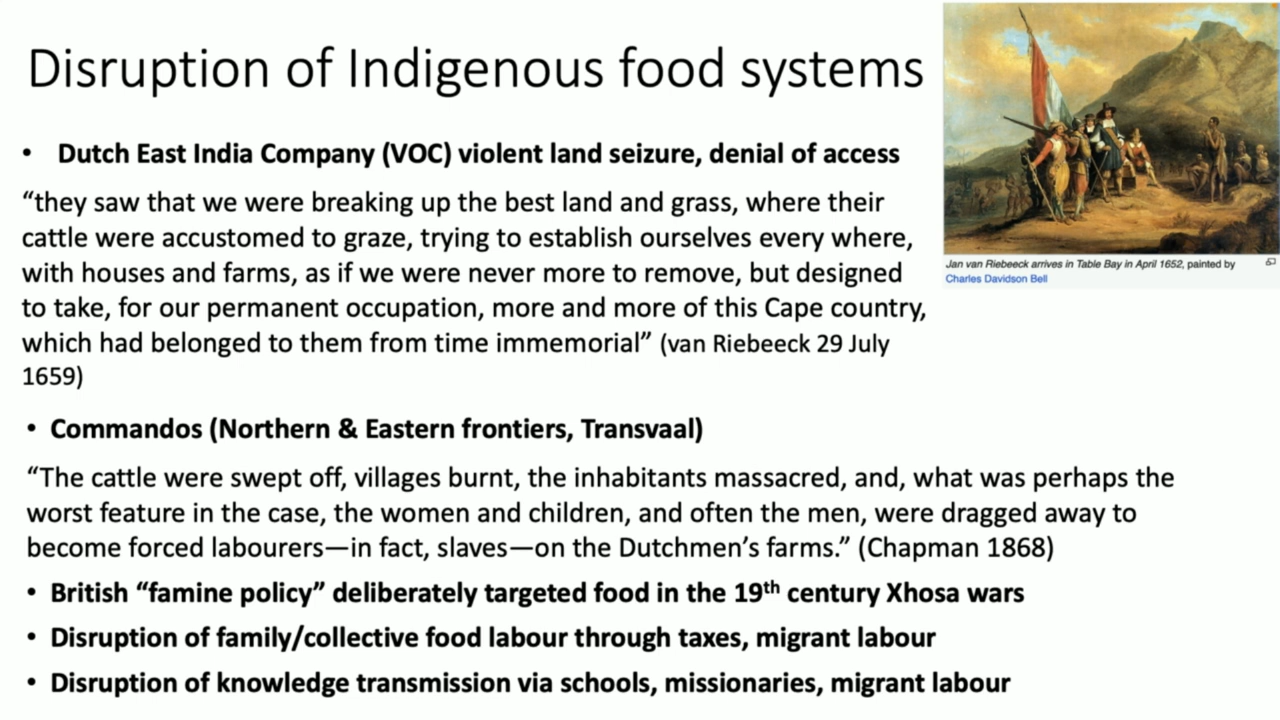 Disruption of Indigenous food systems
• Dutch East India Company (VOC) violent land seizure, denial of access
“they saw that we were breaking up the best land and grass, where their
cattle were accustomed to graze, trying to establish ourselves every where,
with houses and farms, as if we were never more to remove, but designed
to take, for our permanent occupation, more and more of this Cape country,
which had belonged to them from time immemorial” (van Riebeeck 29 July
1659)
Jan van Riebeeck arrives in Table Bay in April 1652, painted by
Charles Davidson Bell
• Commandos (Northern & Eastern frontiers, Transvaal)
“The cattle were swept off, villages burnt, the inhabitants massacred, and, what was perhaps the
worst feature in the case, the women and children, and often the men, were dragged away to
become forced labourers—in fact, slaves—on the Dutchmen’s farms.” (Chapman 1868)
• British “famine policy” deliberately targeted food in the 19th century Xhosa wars
• Disruption of family/collective food labour through taxes, migrant labour
• Disruption of knowledge transmission via schools, missionaries, migrant labour